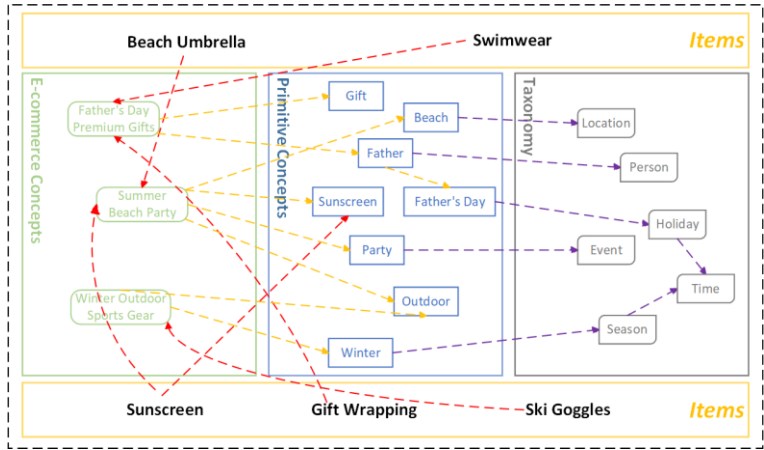 Beach Umbrella
Swimwear
Items
E-commerce Concepts
Father's Day
Premium Gifts
Summer
Beach Party
Winter Outdoor
Sports Gear
Primitive Concepts
Gift
Beach
Father
Sunscreen
Father's Day
Party
Outdoor
Winter
Taxonomy
Location
Person
Holiday
Event
Time
Season
Sunscreen
Gift Wrapping
Ski Goggles
Items